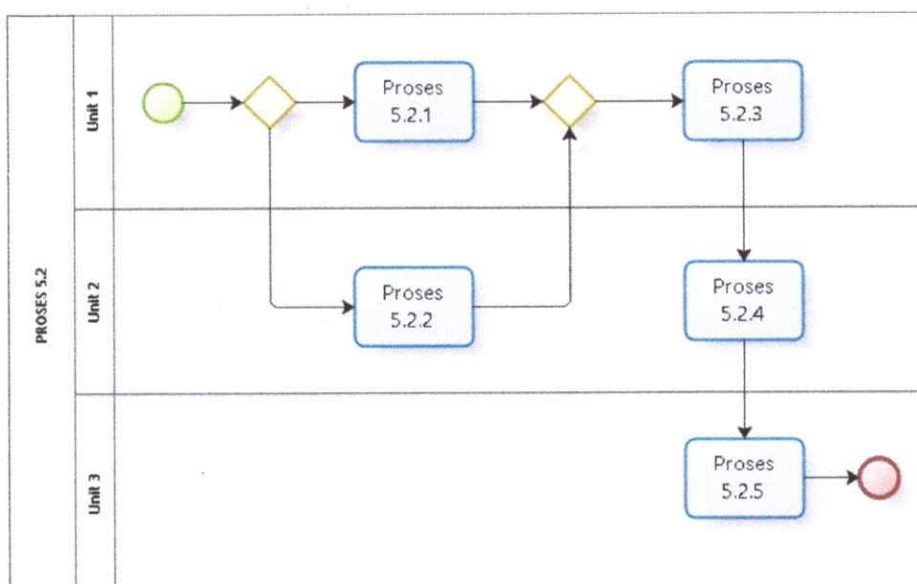 PROSES 5.2
Unit 1
Proses
5.2.1
Proses
5.2.3
Unit 2
Proses
5.2.2
Proses
5.2.4
Unit 3
Proses
5.2.5